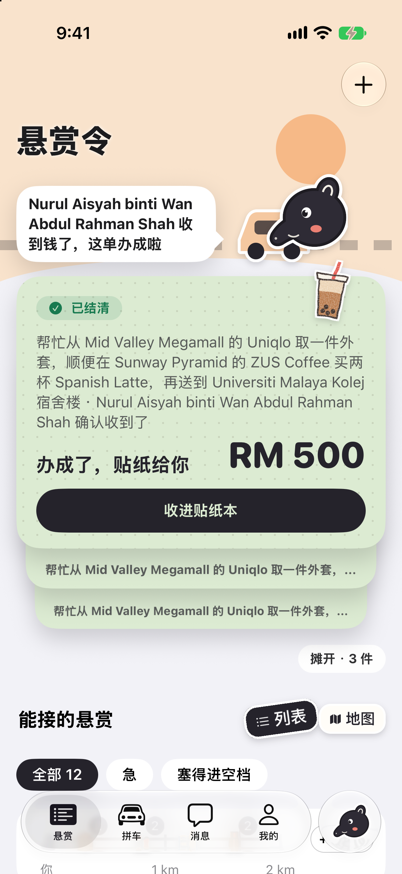 9:41
悬赏令
Nurul Aisyah binti Wan
Abdul Rahman Shah 收
到钱了，这单办成啦
已结清
帮忙从 Mid Valley Megamall 的 Uniqlo 取一件外
套，顺便在 Sunway Pyramid 的 ZUS Coffee 买两
杯 Spanish Latte，再送到 Universiti Malaya Kolej
宿舍楼 · Nurul Aisyah binti Wan Abdul Rahman
Shah 确认收到了
办成了，贴纸给你
RM 500
收进贴纸本
帮忙从 Mid Valley Megamall 的 Uniqlo 取一件外套，...
帮忙从 Mid Valley Megamall 的 Uniqlo 取一件外套，...
摊开 · 3 件
能接的悬赏
列表
地图
全部 12
急
塞得进空档
悬赏
拼车
消息
我的
你
1 km
2 km